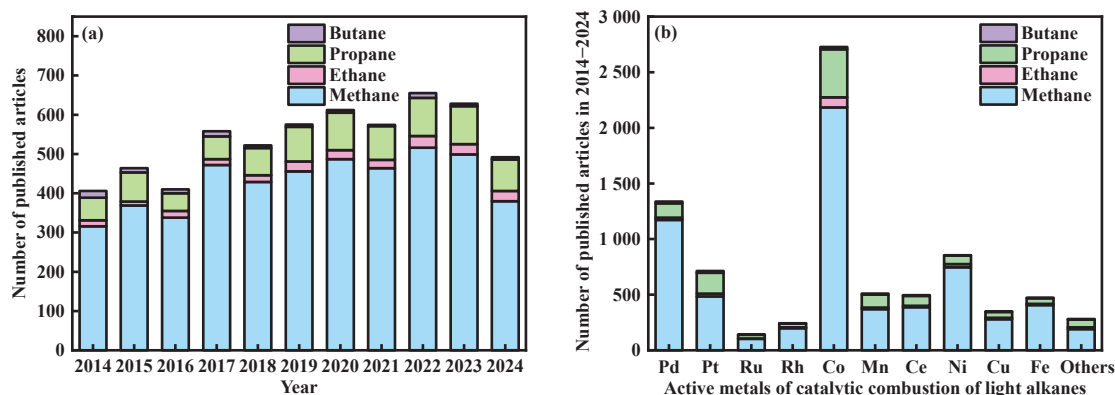 (a)
Butane
Propane
Ethane
Methane
Number of published articles
800
700
600
500
400
300
200
100
0
2014 2015 2016 2017 2018 2019 2020 2021 2022 2023 2024
Year
(b)
Butane
Propane
Ethane
Methane
Number of published articles in 2014–2024
3 000
2 500
2 000
1 500
1 000
500
0
Pd Pt Ru Rh Co Mn Ce Ni Cu Fe Others
Active metals of catalytic combustion of light alkanes